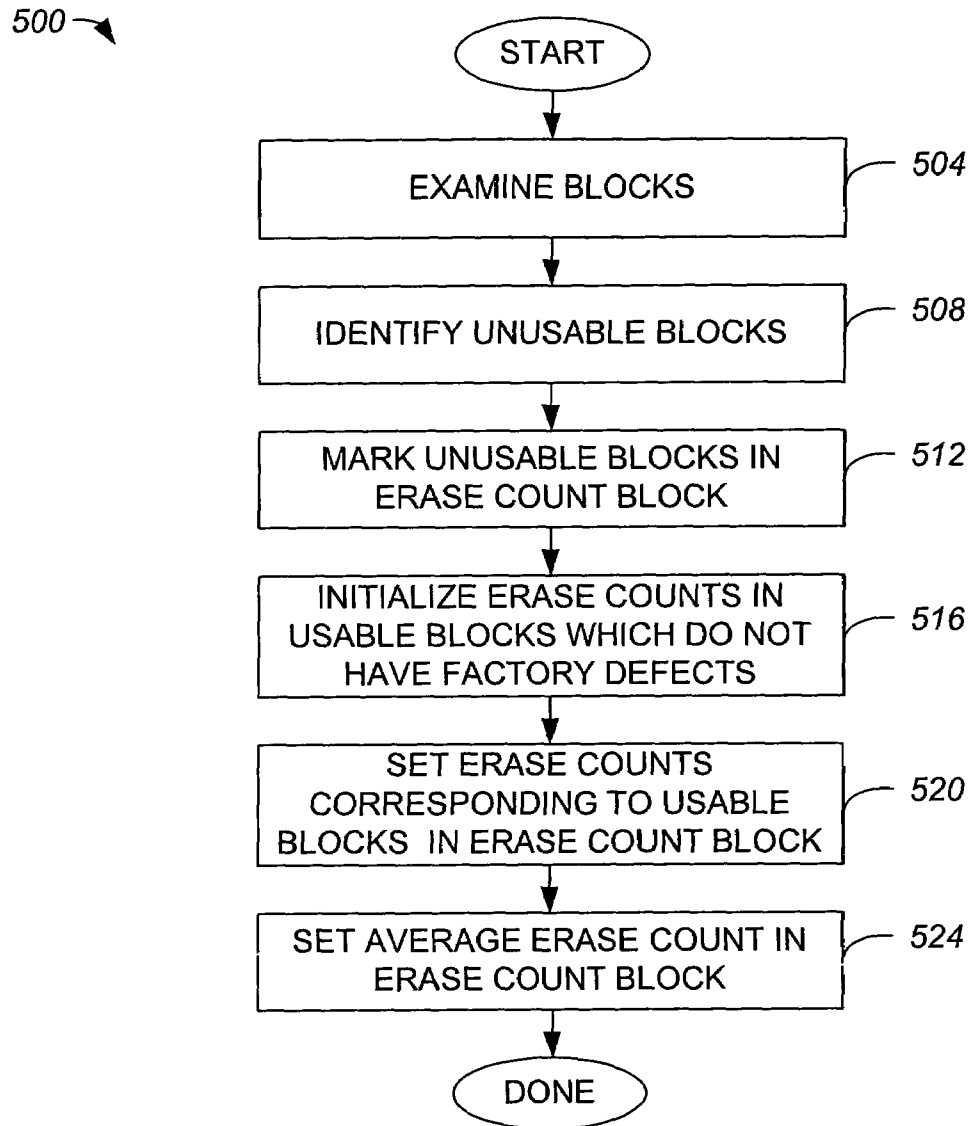 500
START
EXAMINE BLOCKS
504
IDENTIFY UNUSABLE BLOCKS
508
MARK UNUSABLE BLOCKS IN
ERASE COUNT BLOCK
512
INITIALIZE ERASE COUNTS IN
USABLE BLOCKS WHICH DO NOT
HAVE FACTORY DEFECTS
516
SET ERASE COUNTS
CORRESPONDING TO USABLE
BLOCKS IN ERASE COUNT BLOCK
520
SET AVERAGE ERASE COUNT IN
ERASE COUNT BLOCK
524
DONE